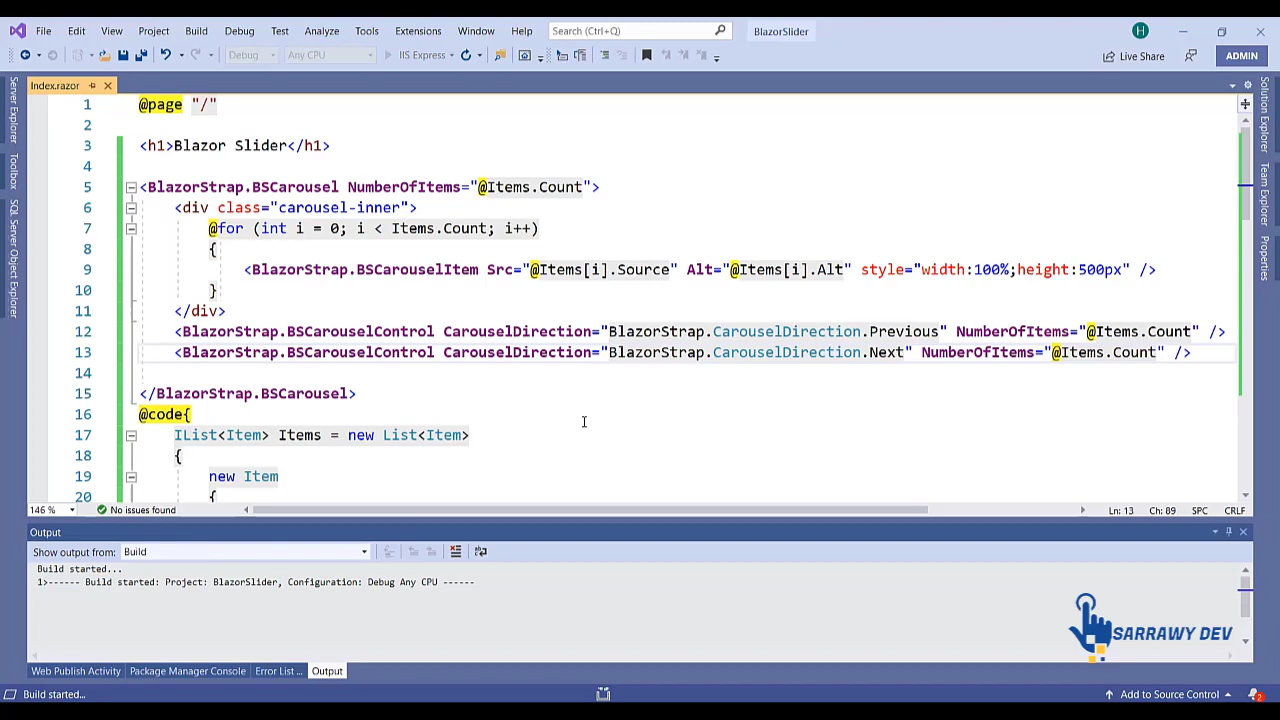 File Edit View Project Build Debug Test Analyze Tools Extensions Window Help Search (Ctrl+Q) BlazorSlider H
Debug Any CPU IIS Express Live Share ADMIN
Index.razor
Server Explorer
Toolbox
SQL Server Object Explorer
1 @page "/"
2
3 <h1>Blazor Slider</h1>
4
5 <BlazorStrap.BSCarousel NumberOfItems="@Items.Count">
6 <div class="carousel-inner">
7 @for (int i = 0; i < Items.Count; i++)
8 {
9 <BlazorStrap.BSCarouselItem Src="@Items[i].Source" Alt="@Items[i].Alt" style="width:100%;height:500px" />
10 }
11 </div>
12 <BlazorStrap.BSCarouselControl CarouselDirection="BlazorStrap.CarouselDirection.Previous" NumberOfItems="@Items.Count" />
13 <BlazorStrap.BSCarouselControl CarouselDirection="BlazorStrap.CarouselDirection.Next" NumberOfItems="@Items.Count" />
14
15 </BlazorStrap.BSCarousel>
16 @code{
17 IList<Item> Items = new List<Item>
18 {
19 new Item
20 {
Solution Explorer
Team Explorer
Properties
146 % No issues found Ln: 13 Ch: 89 SPC CRLF
Output
Show output from: Build
Build started...
1>------ Build started: Project: BlazorSlider, Configuration: Debug Any CPU ------
SARRAWY DEV
Web Publish Activity Package Manager Console Error List ... Output
Build started... Add to Source Control 2